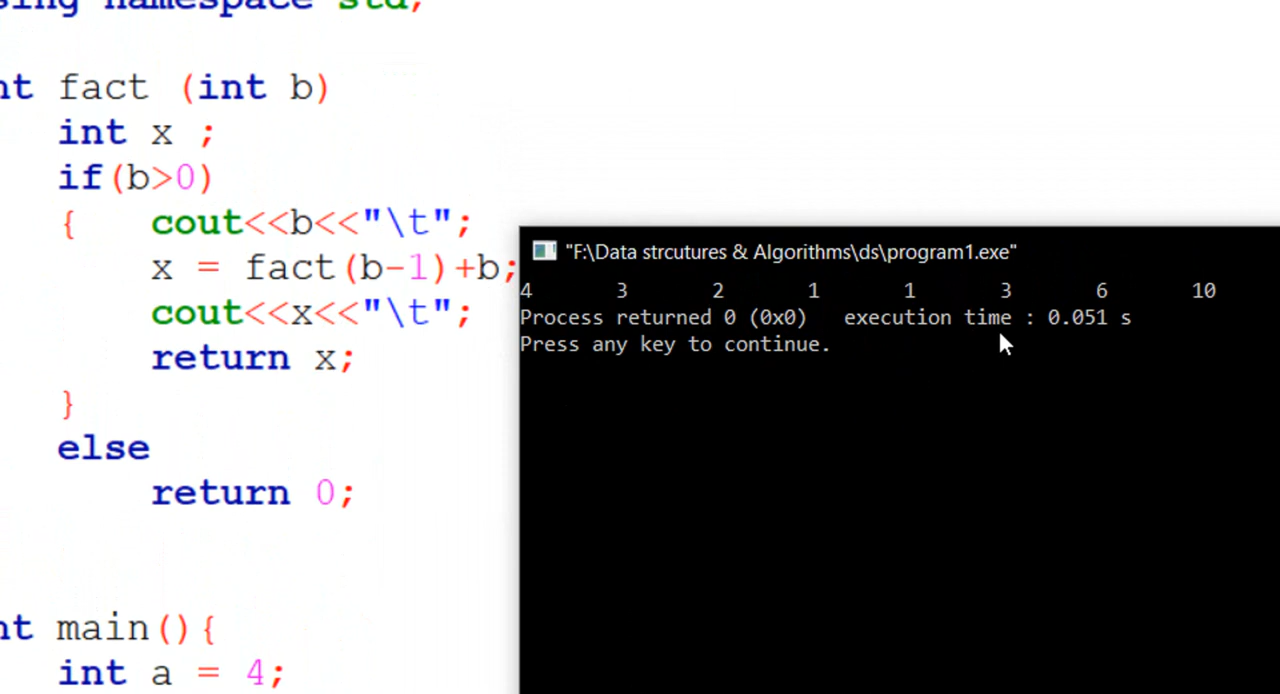 sing namespace std;
nt fact (int b)
int x ;
if(b>0)
{ cout<<b<<"\t";
x = fact(b-1)+b;
cout<<x<<"\t";
return x;
}
else
return 0;
nt main(){
int a = 4;
"F:\Data strcutures & Algorithms\ds\program1.exe"
4 3 2 1 1 3 6 10
Process returned 0 (0x0) execution time : 0.051 s
Press any key to continue.